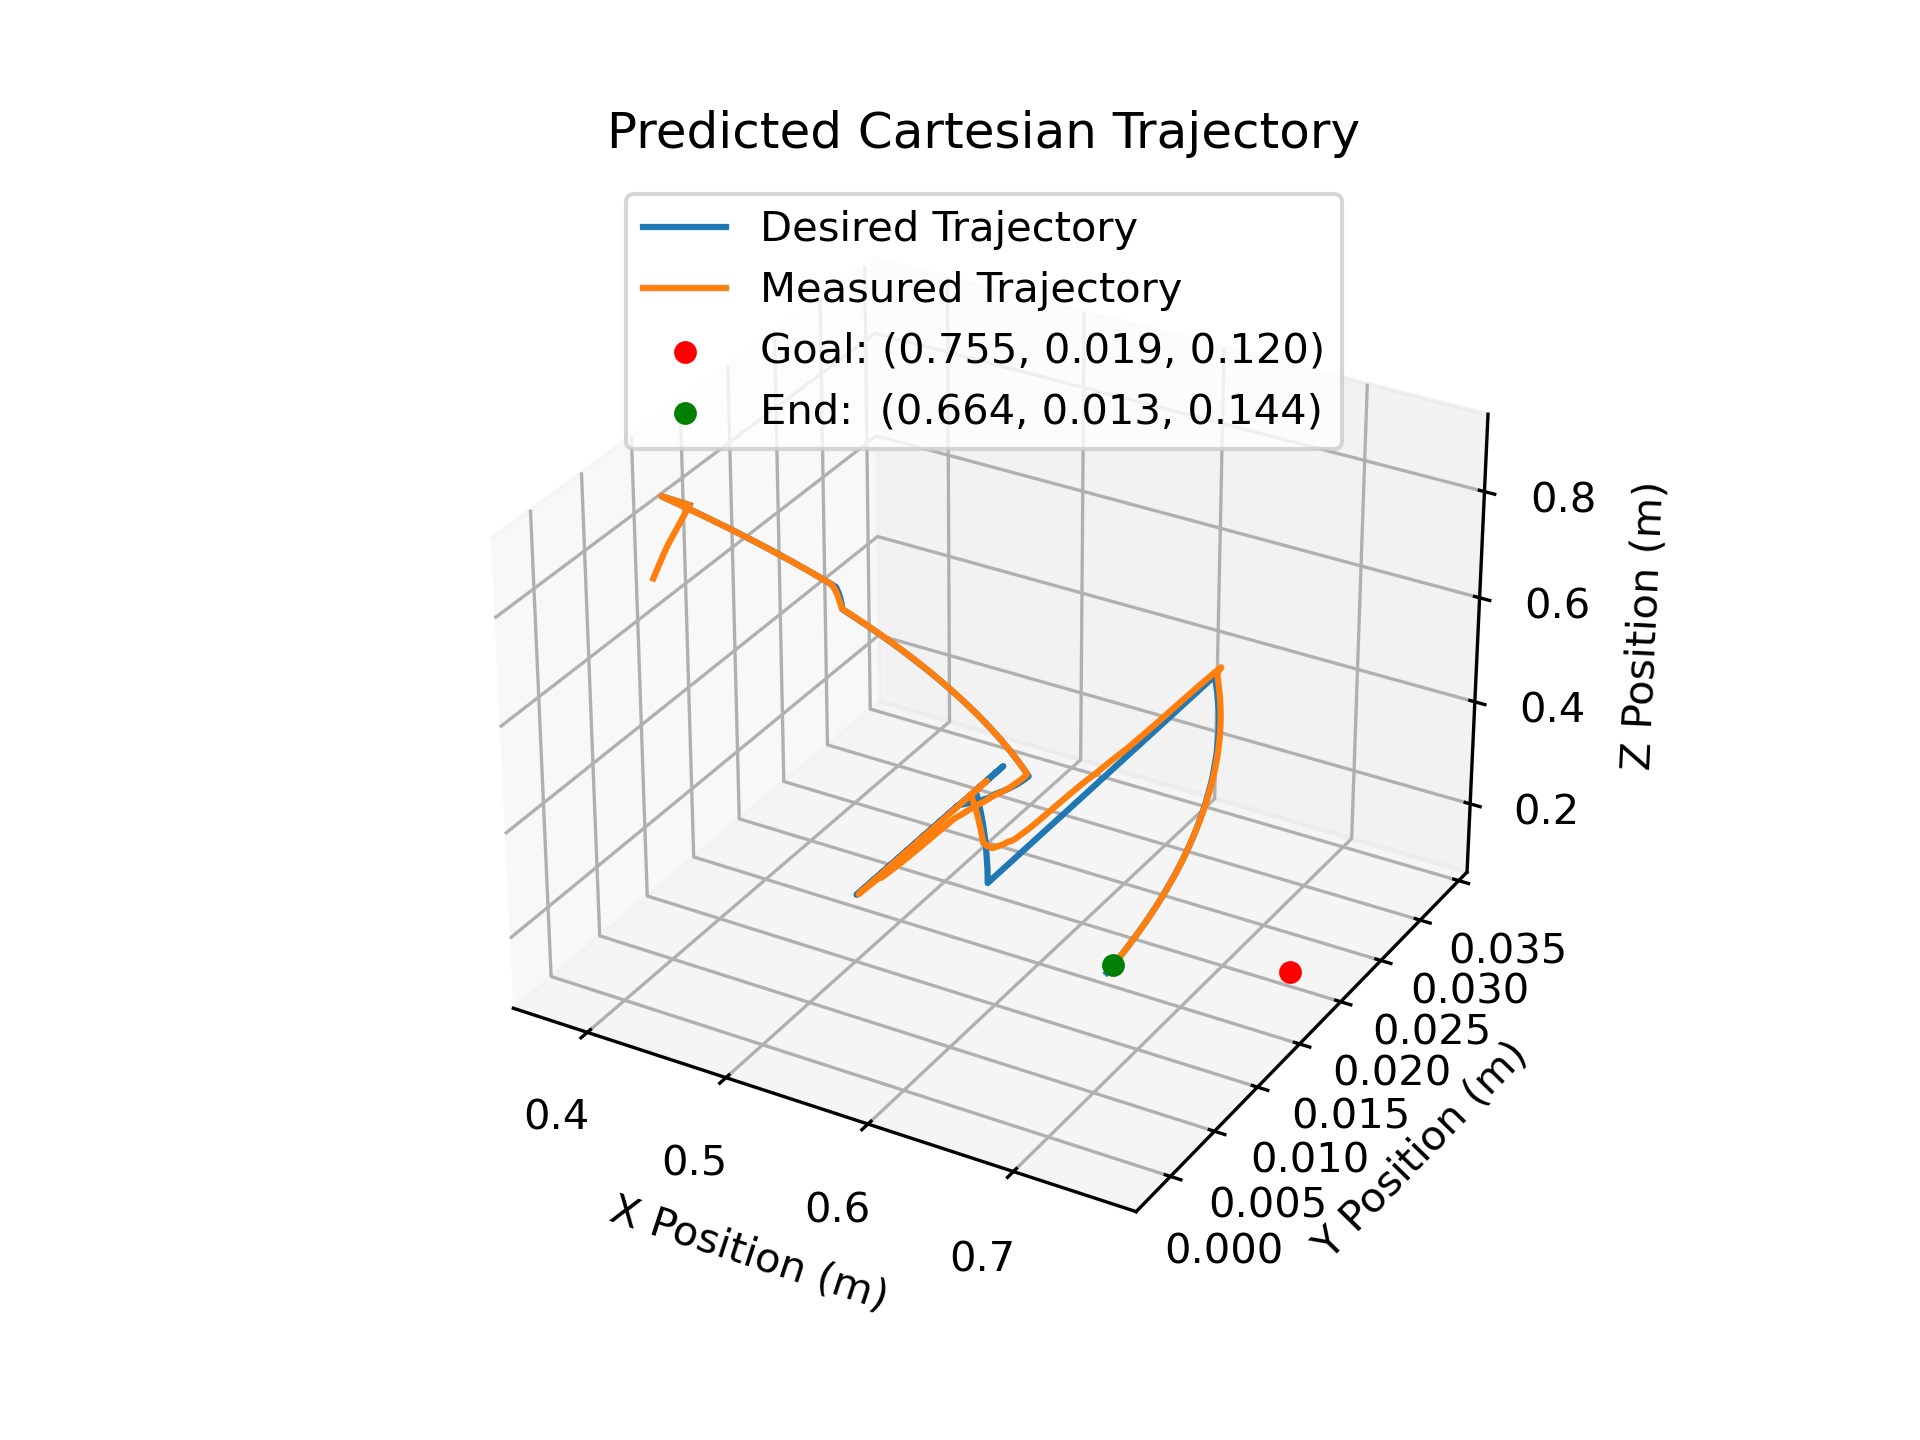 Predicted Cartesian Trajectory
Desired Trajectory
Measured Trajectory
Goal: (0.755, 0.019, 0.120)
End:  (0.664, 0.013, 0.144)
0.8
0.6
0.4
0.2
Z Position (m)
0.035
0.030
0.025
0.020
0.015
0.010
0.005
0.000
Y Position (m)
0.4
0.5
0.6
0.7
X Position (m)